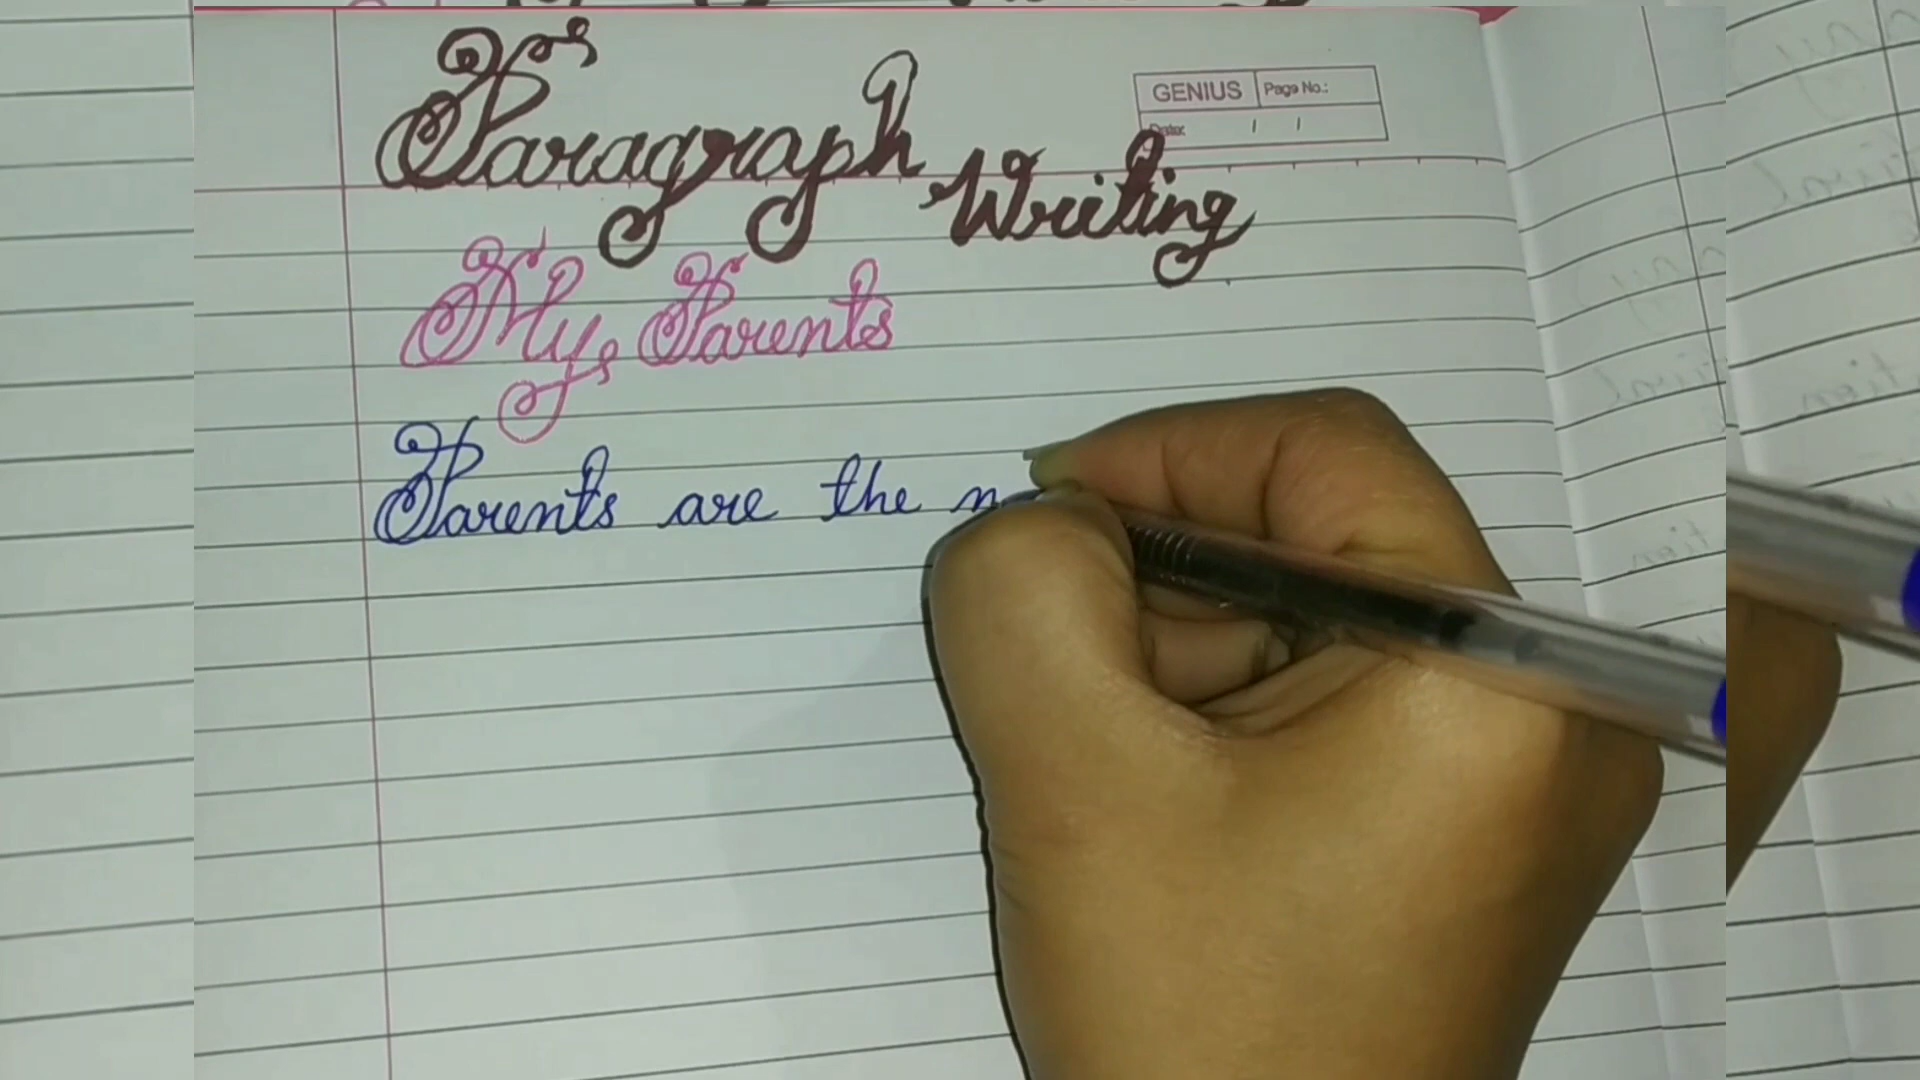 Paragraph Writing
GENIUS Page No.:
Date:
My Parents
Parents are the